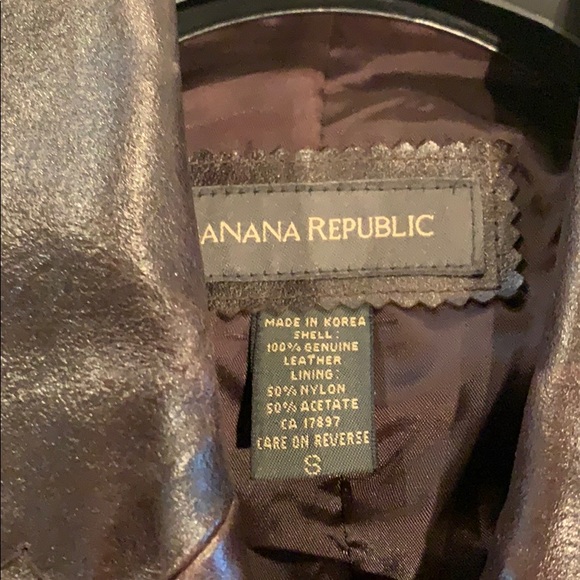 ANANA REPUBLIC
MADE IN KOREA
SHELL:
100% GENUINE
LEATHER
LINING:
50% NYLON
50% ACETATE
CA 17897
CARE ON REVERSE
S